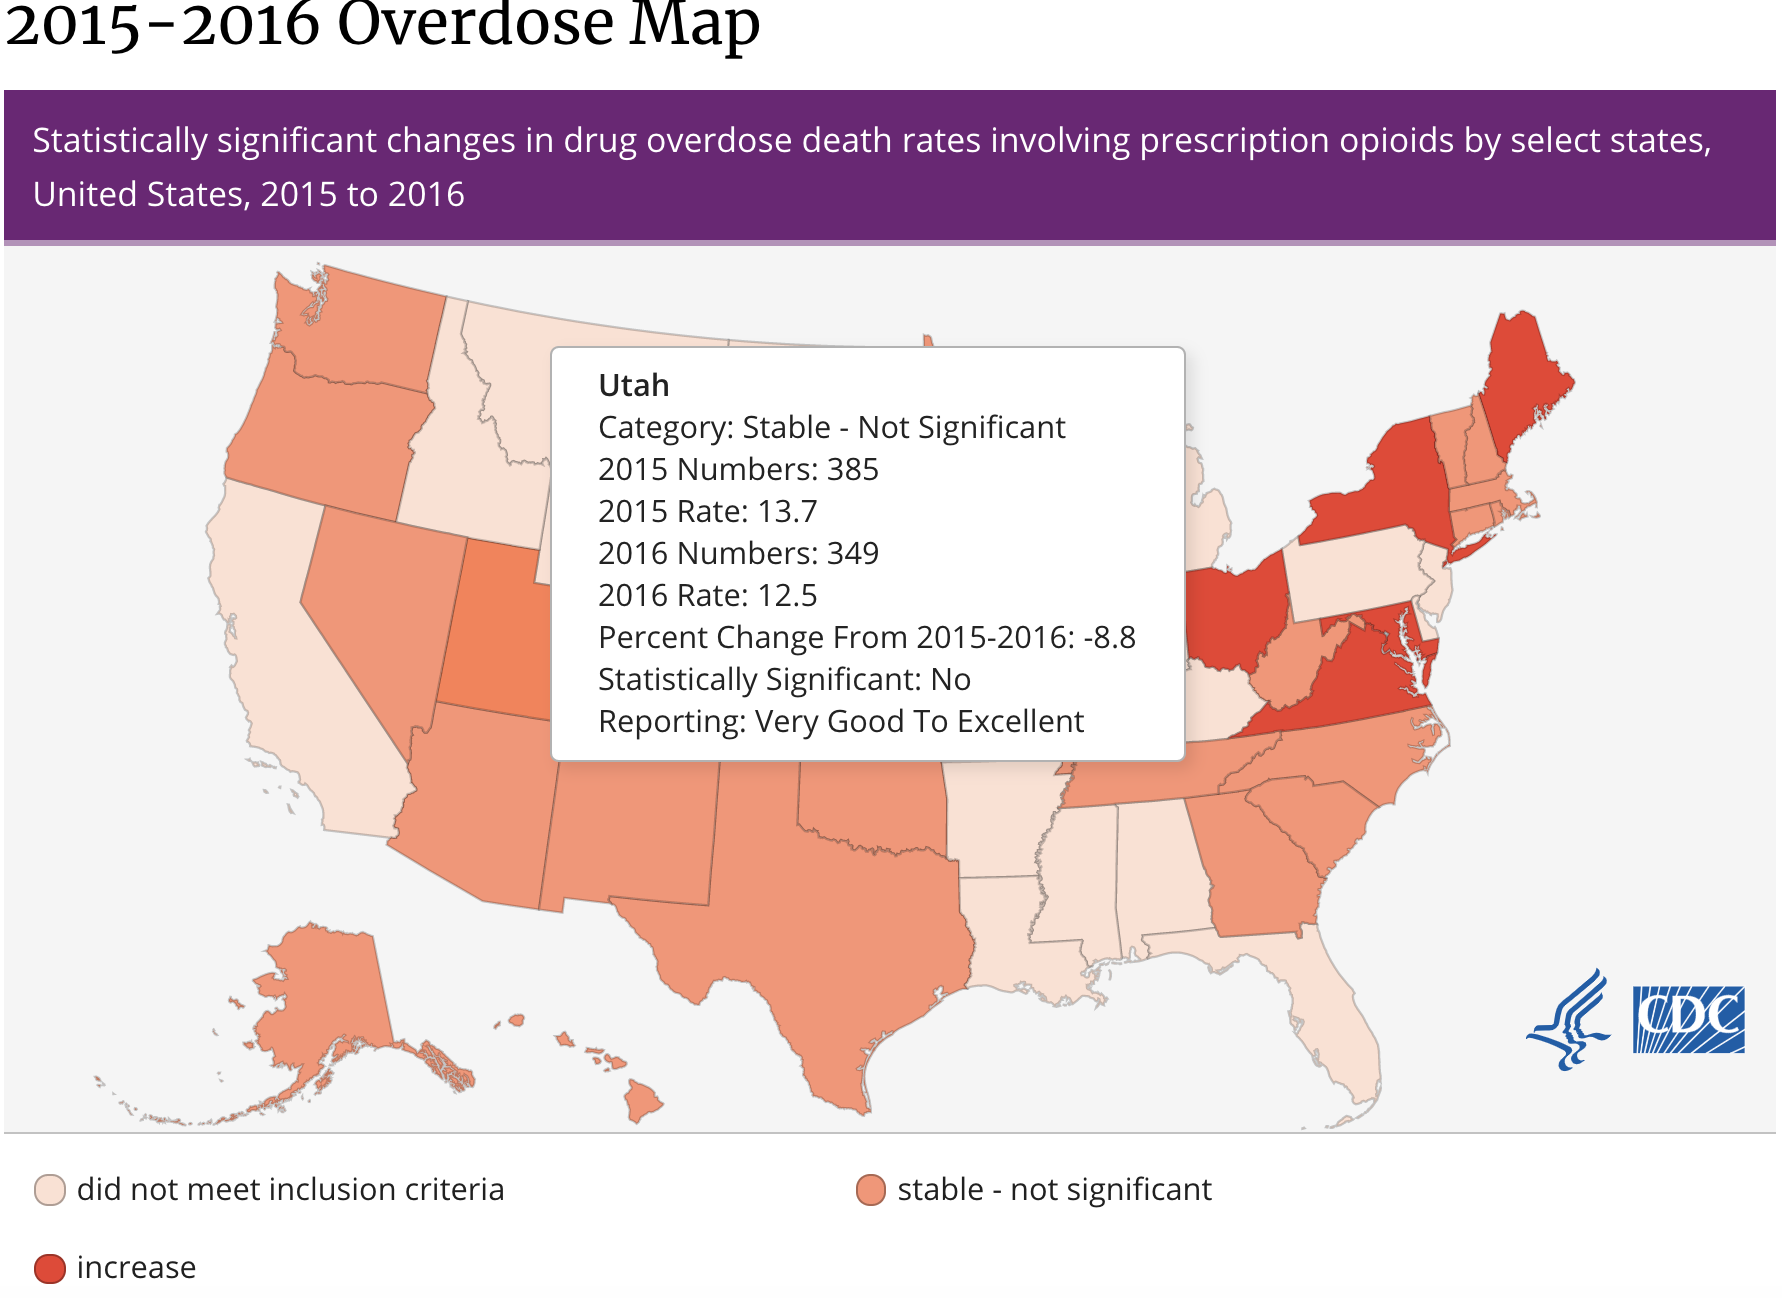 2015-2016 Overdose Map
Statistically significant changes in drug overdose death rates involving prescription opioids by select states,
United States, 2015 to 2016
Utah
Category: Stable - Not Significant
2015 Numbers: 385
2015 Rate: 13.7
2016 Numbers: 349
2016 Rate: 12.5
Percent Change From 2015-2016: -8.8
Statistically Significant: No
Reporting: Very Good To Excellent
CDC
did not meet inclusion criteria
stable - not significant
increase